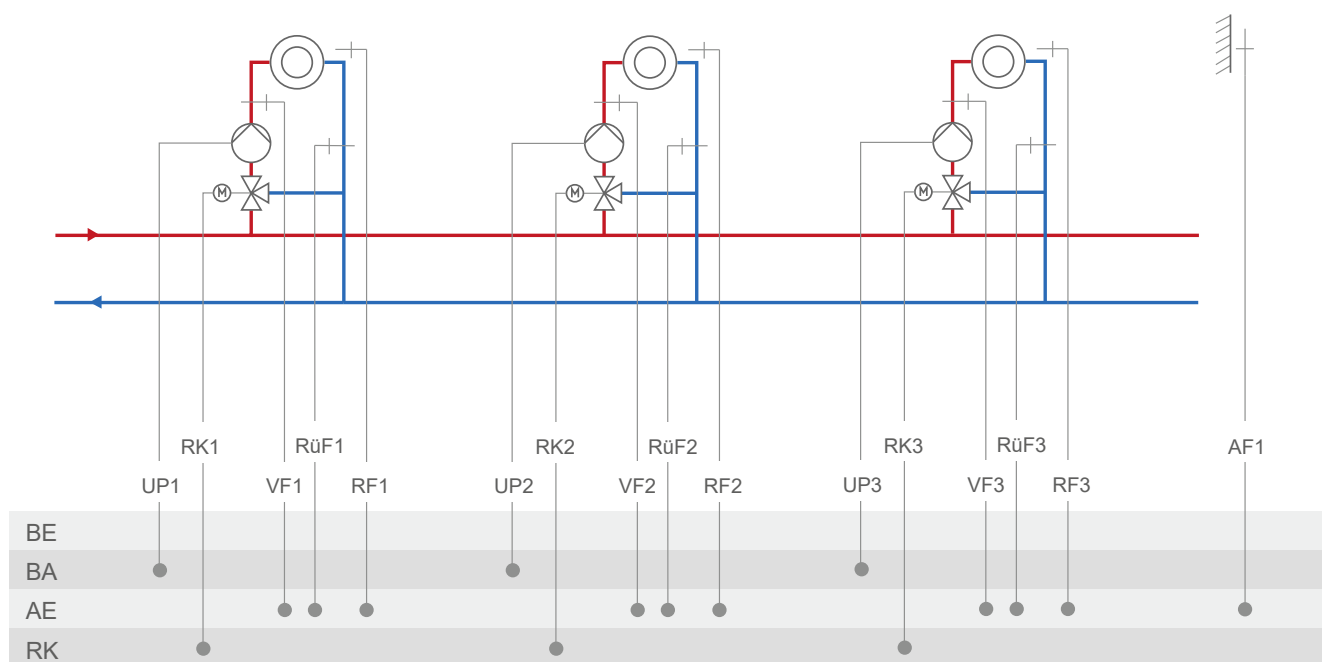 M M M
RK1 RüF1 RK2 RüF2 RK3 RüF3 AF1
UP1 VF1 RF1 UP2 VF2 RF2 UP3 VF3 RF3
BE
BA
AE
RK